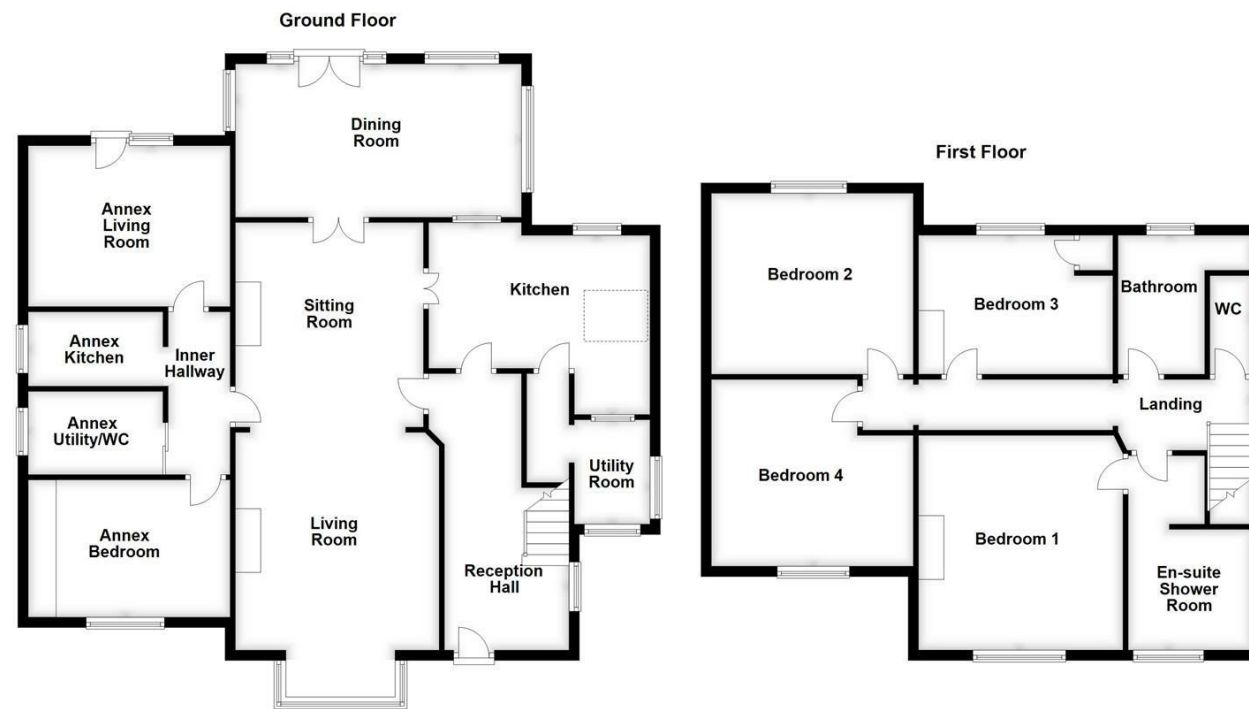 Ground Floor
Dining
Room
Annex
Living
Room
Sitting
Room
Kitchen
Annex
Kitchen
Inner
Hallway
Annex
Utility/WC
Utility
Room
Annex
Bedroom
Living
Room
Reception
Hall
First Floor
Bedroom 2
Bedroom 3
Bathroom
WC
Landing
Bedroom 4
Bedroom 1
En-suite
Shower
Room